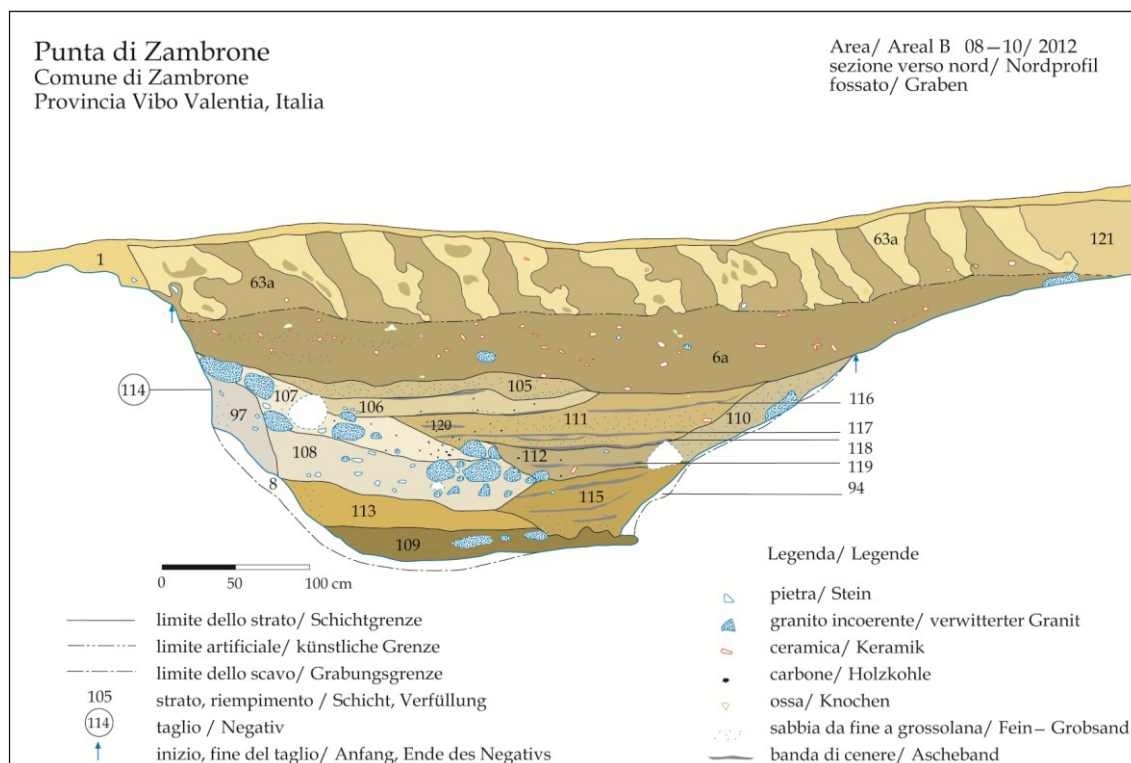 Punta di Zambrone
Comune di Zambrone
Provincia Vibo Valentia, Italia
Area/ Areal B 08–10/ 2012
sezione verso nord/ Nordprofil
fossato/ Graben
1
63a
63a
121
6a
105
114
107
106
97
120
111
110
116
117
118
112
119
108
94
8
115
113
109
0 50 100 cm
limite dello strato/ Schichtgrenze
limite artificiale/ künstliche Grenze
limite dello scavo/ Grabungsgrenze
105 strato, riempimento / Schicht, Verfüllung
114 taglio / Negativ
inizio, fine del taglio/ Anfang, Ende des Negativs
Legenda/ Legende
pietra/ Stein
granito incoerente/ verwitterter Granit
ceramica/ Keramik
carbone/ Holzkohle
ossa/ Knochen
sabbia da fine a grossolana/ Fein– Grobsand
banda di cenere/ Ascheband